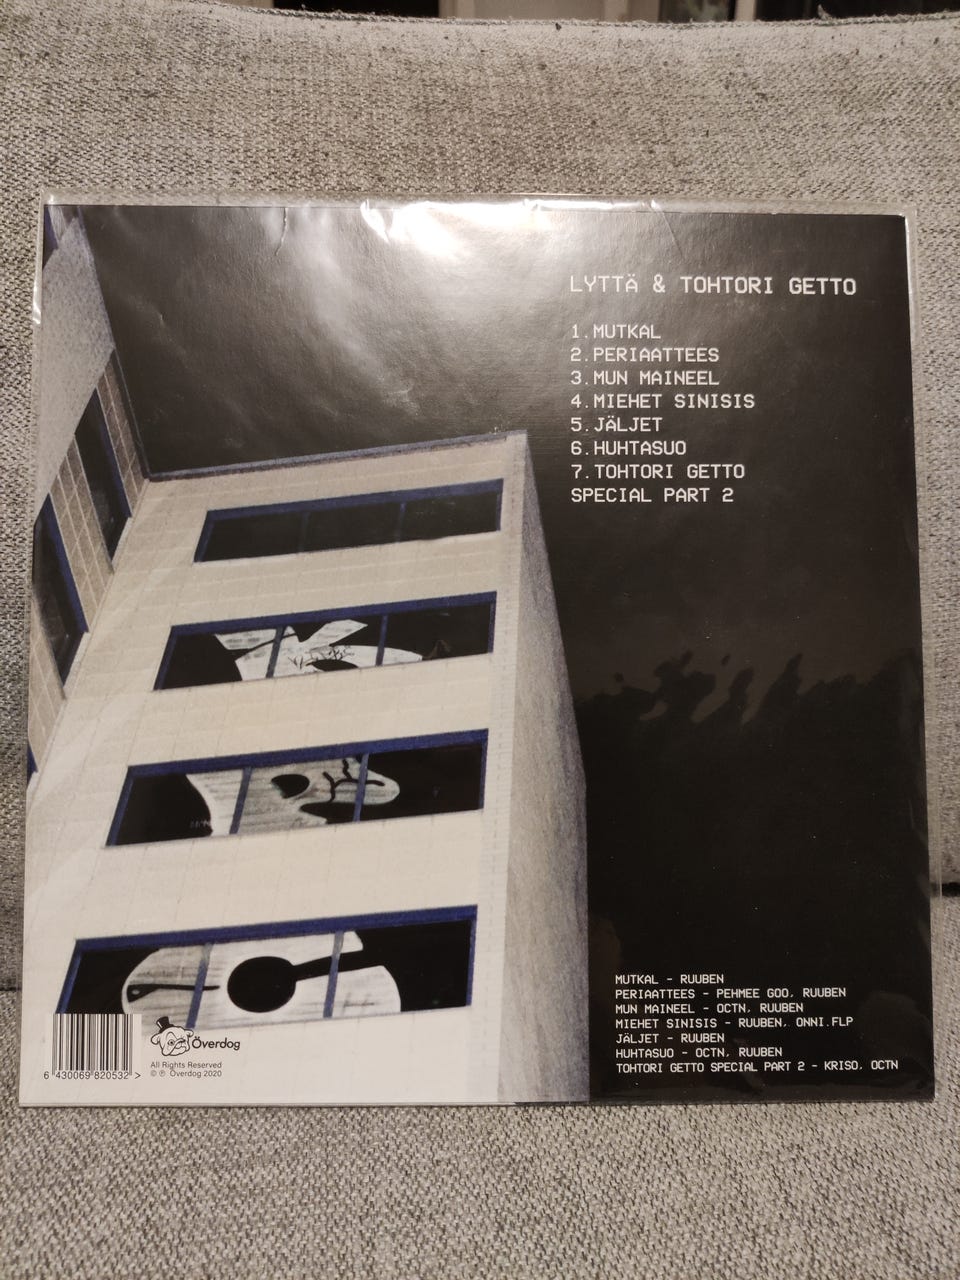 LYTTÄ & TOHTORI GETTO
1.MUTKAL
2.PERIAATTEES
3.MUN MAINEEL
4.MIEHET SINISIS
5.JÄLJET
6.HUHTASUO
7.TOHTORI GETTO
SPECIAL PART 2
MUTKAL - RUUBEN
PERIAATTEES - PEHMEE GOO, RUUBEN
MUN MAINEEL - OCTN, RUUBEN
MIEHET SINISIS - RUUBEN, ONNI.FLP
JÄLJET - RUUBEN
HUHTASUO - OCTN, RUUBEN
TOHTORI GETTO SPECIAL PART 2 - KRISO, OCTN
6 430069 820532 >
Överdog
All Rights Reserved
© ℗ Överdog 2020